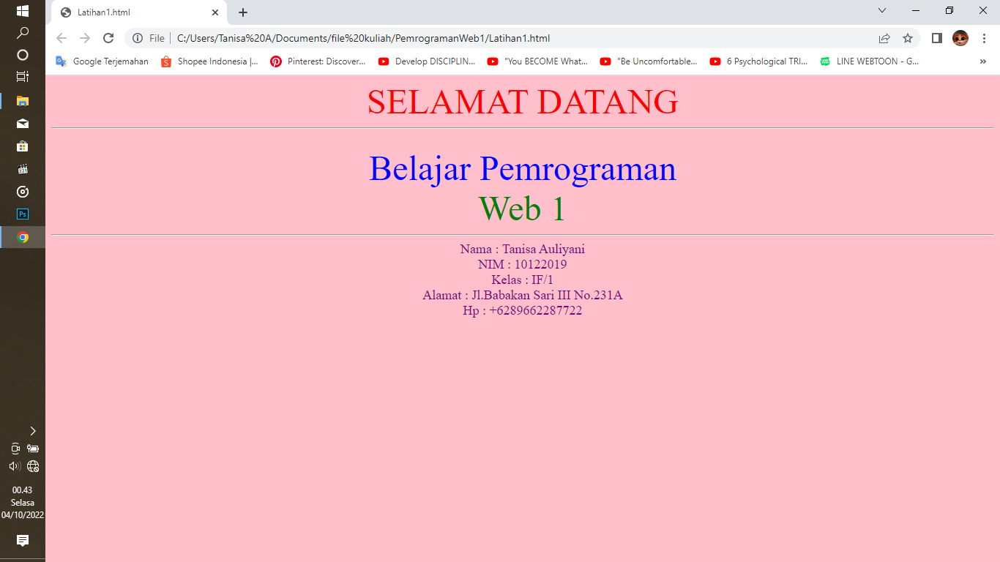 Latihan1.html
File
C:/Users/Tanisa%20A/Documents/file%20kuliah/PemrogramanWeb1/Latihan1.html
Google Terjemahan
Shopee Indonesia |...
Pinterest: Discover...
Develop DISCIPLIN...
"You BECOME What...
"Be Uncomfortable...
6 Psychological TRI...
LINE WEBTOON - G...
»
SELAMAT DATANG
Belajar Pemrograman
Web 1
Nama : Tanisa Auliyani
NIM : 10122019
Kelas : IF/1
Alamat : Jl.Babakan Sari III No.231A
Hp : +6289662287722
Ps
00.43
Selasa
04/10/2022